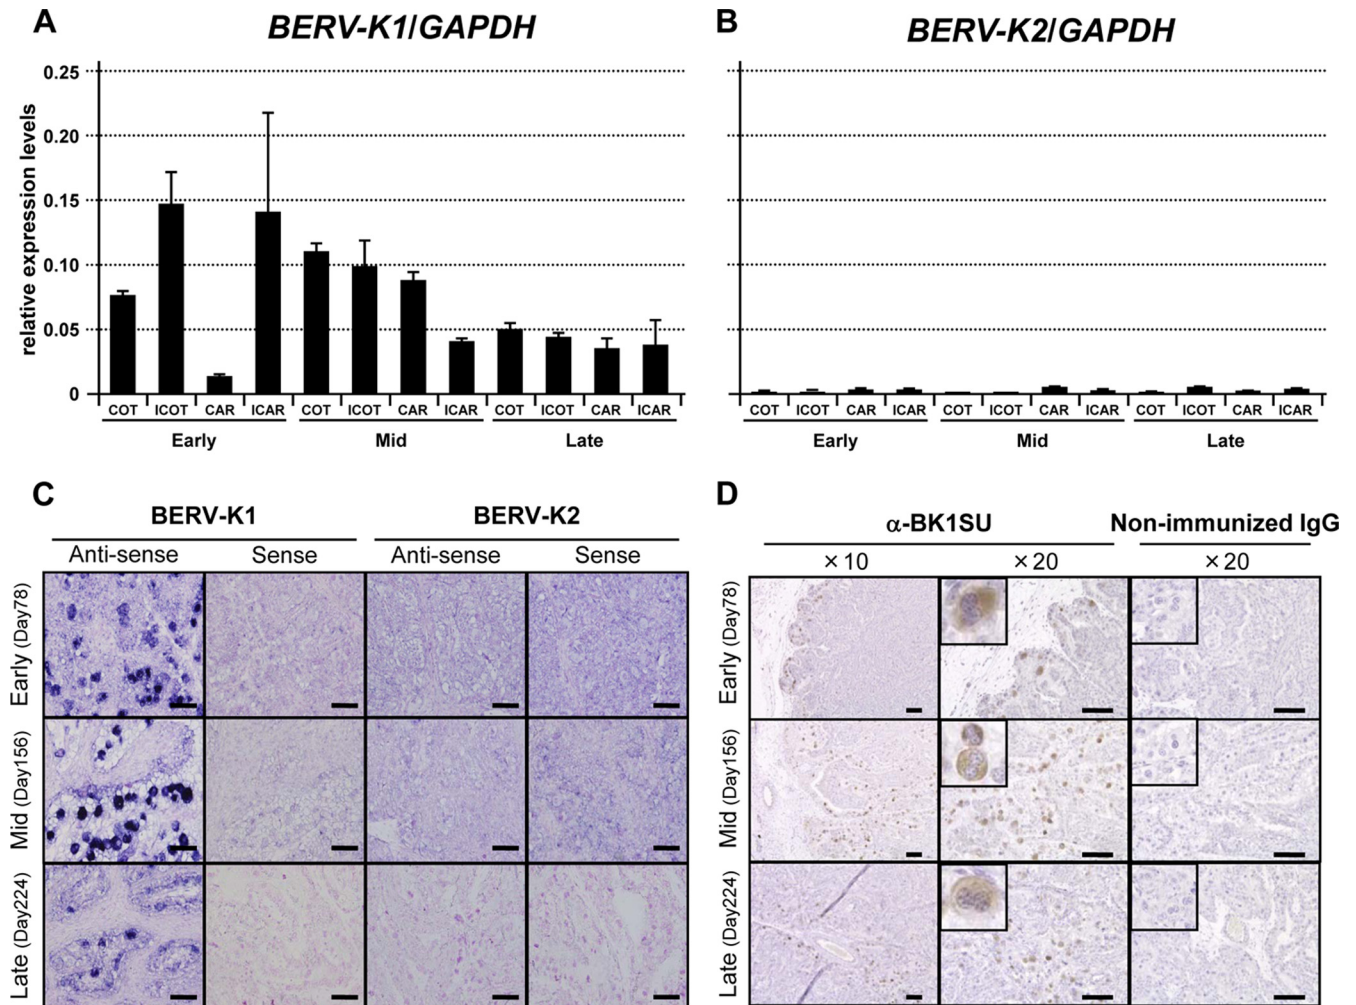 A
BERV-K1/GAPDH
relative expression levels
0.25
0.20
0.15
0.10
0.05
0
COT ICOT CAR ICAR COT ICOT CAR ICAR COT ICOT CAR ICAR
Early Mid Late
B
BERV-K2/GAPDH
COT ICOT CAR ICAR COT ICOT CAR ICAR COT ICOT CAR ICAR
Early Mid Late
C
BERV-K1 BERV-K2
Anti-sense Sense Anti-sense Sense
Early (Day78)
Mid (Day156)
Late (Day224)
D
α-BK1SU Non-immunized IgG
×10 ×20 ×20
Early (Day78)
Mid (Day156)
Late (Day224)